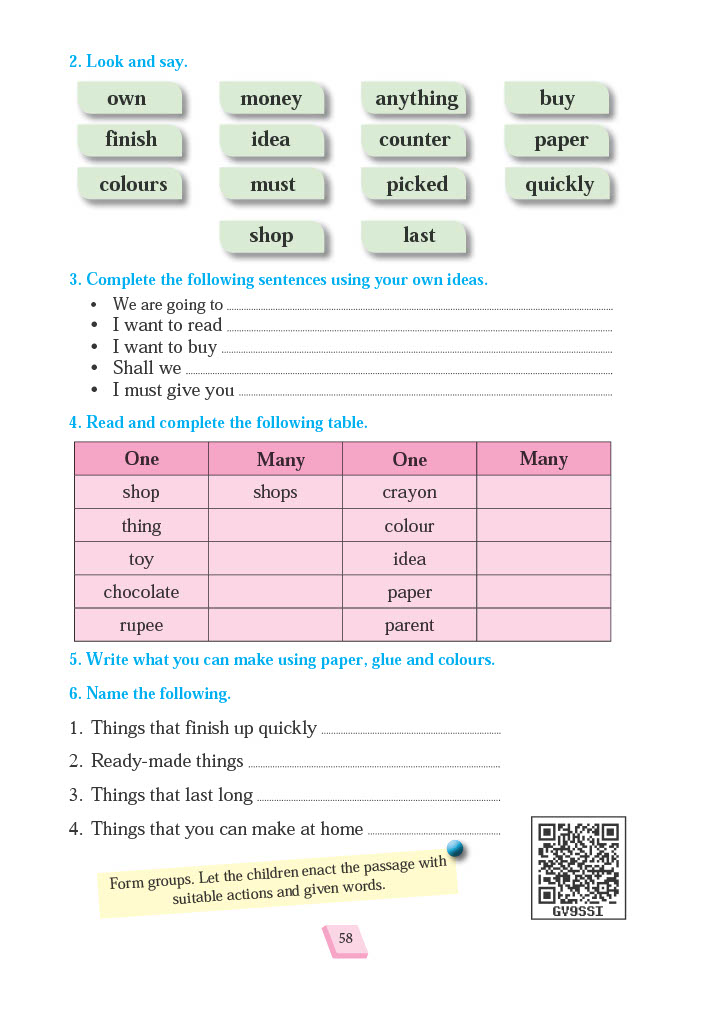 2. Look and say.
own money anything buy
finish idea counter paper
colours must picked quickly
shop last
3. Complete the following sentences using your own ideas.
• We are going to
• I want to read
• I want to buy
• Shall we
• I must give you
4. Read and complete the following table.
One Many One Many
shop shops crayon
thing colour
toy idea
chocolate paper
rupee parent
5. Write what you can make using paper, glue and colours.
6. Name the following.
1. Things that finish up quickly
2. Ready-made things
3. Things that last long
4. Things that you can make at home
Form groups. Let the children enact the passage with
suitable actions and given words.
GV9SSI
58